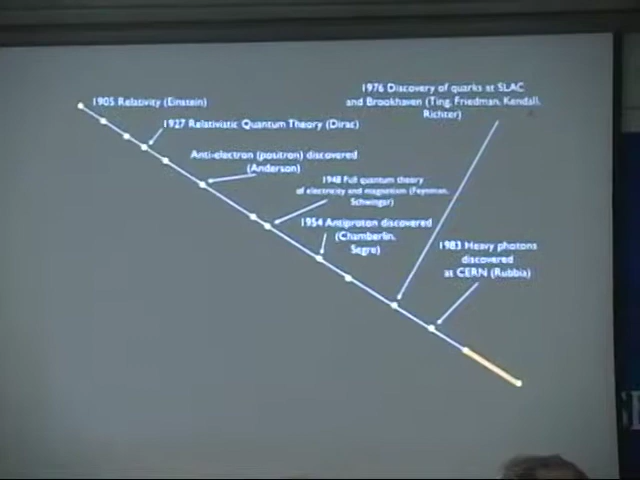 1905 Relativity (Einstein)
1927 Relativistic Quantum Theory (Dirac)
Anti-electron (positron) discovered
(Anderson)
1948 Full quantum theory
of electricity and magnetism (Feynman,
Schwinger)
1954 Antiproton discovered
(Chamberlin,
Segre)
1976 Discovery of quarks at SLAC
and Brookhaven (Ting, Friedman, Kendall,
Richter)
1983 Heavy photons
discovered
at CERN (Rubbia)